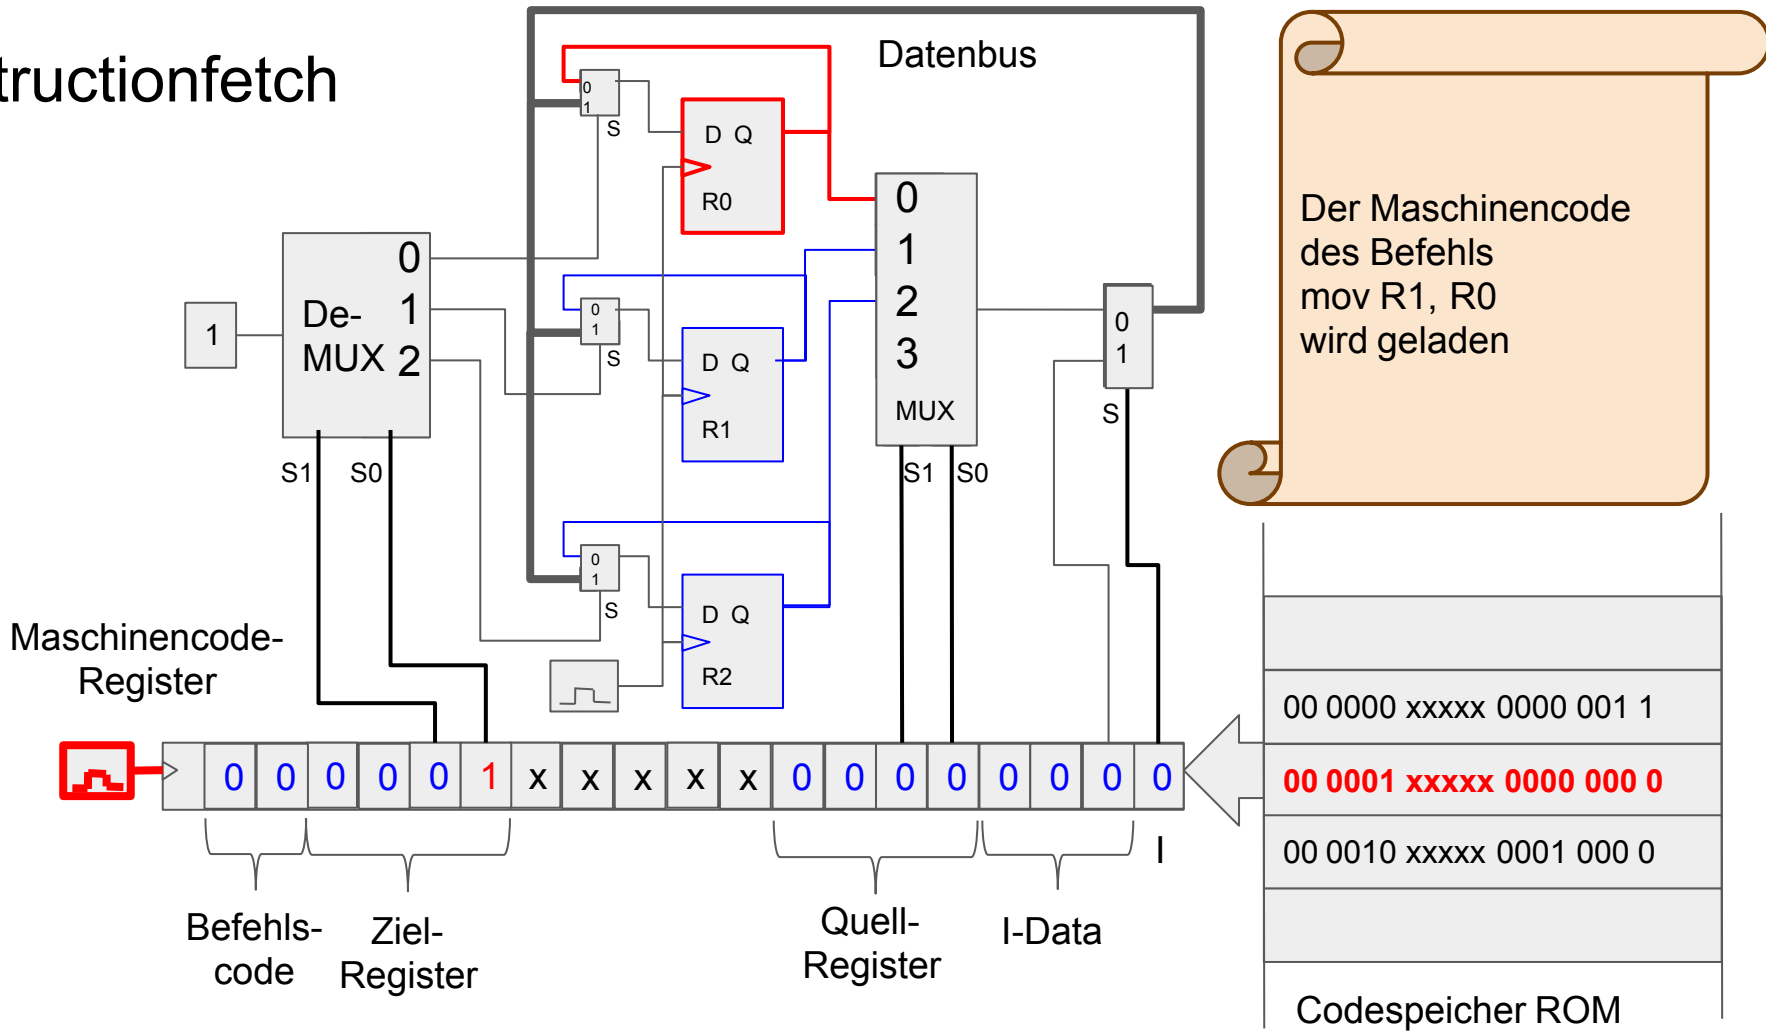 tructionfetch
Datenbus
Der Maschinencode
des Befehls
mov R1, R0
wird geladen
0
1
S
D Q
R0
0
1
2
3
MUX
S1
S0
1
De-
MUX
0
1
2
S1
S0
0
1
S
D Q
R1
0
1
S
0
1
S
D Q
R2
Maschinencode-
Register
0 0 0 0 0 1 x x x x x 0 0 0 0 0 0 0 0
I
Befehls-
code
Ziel-
Register
Quell-
Register
I-Data
00 0000 xxxxx 0000 001 1
00 0001 xxxxx 0000 000 0
00 0010 xxxxx 0001 000 0
Codespeicher ROM